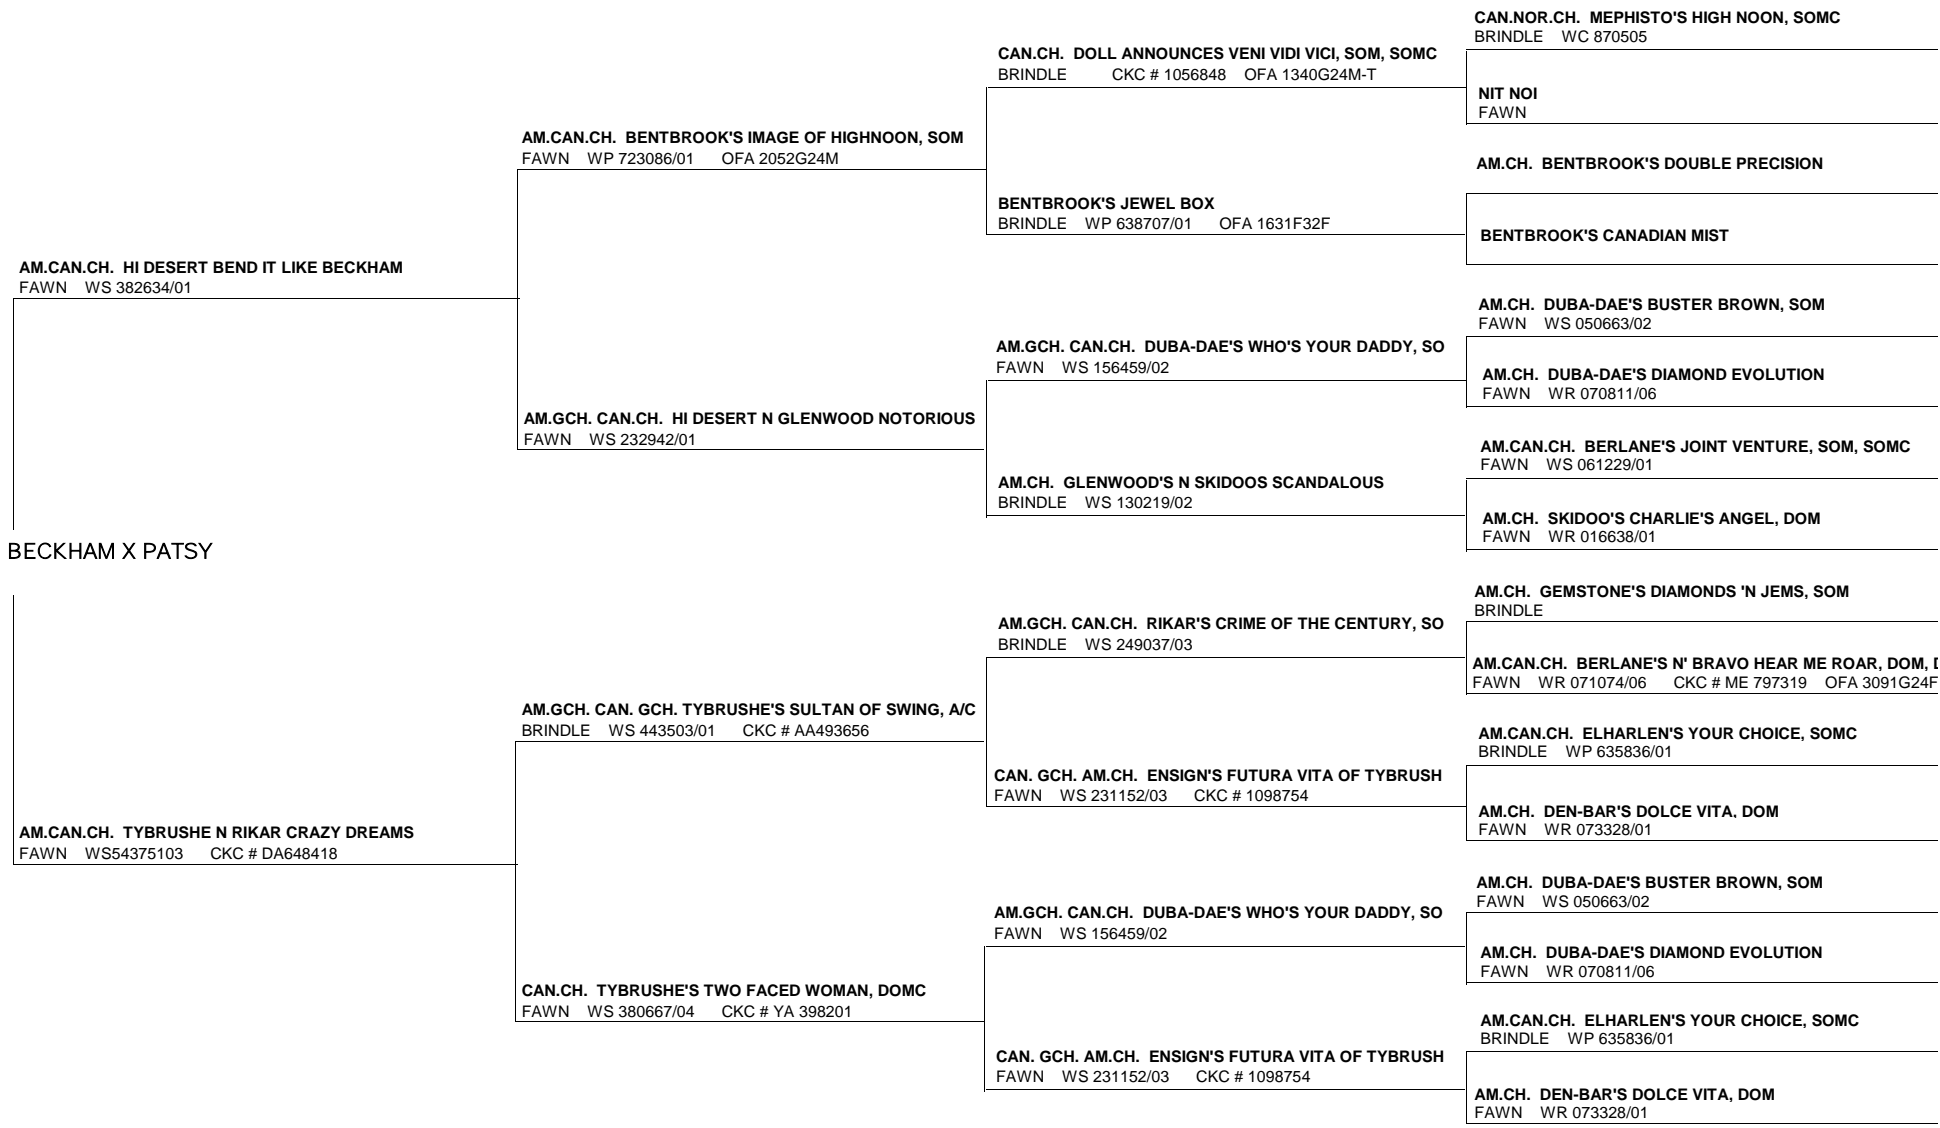 CAN.NOR.CH. MEPHISTO'S HIGH NOON, SOMC
BRINDLE WC 870505
CAN.CH. DOLL ANNOUNCES VENI VIDI VICI, SOM, SOMC
BRINDLE CKC # 1056848 OFA 1340G24M-T
NIT NOI
FAWN
AM.CAN.CH. BENTBROOK'S IMAGE OF HIGHNOON, SOM
FAWN WP 723086/01 OFA 2052G24M
AM.CH. BENTBROOK'S DOUBLE PRECISION
BENTBROOK'S JEWEL BOX
BRINDLE WP 638707/01 OFA 1631F32F
BENTBROOK'S CANADIAN MIST
AM.CAN.CH. HI DESERT BEND IT LIKE BECKHAM
FAWN WS 382634/01
AM.CH. DUBA-DAE'S BUSTER BROWN, SOM
FAWN WS 050663/02
AM.GCH. CAN.CH. DUBA-DAE'S WHO'S YOUR DADDY, SO
FAWN WS 156459/02
AM.CH. DUBA-DAE'S DIAMOND EVOLUTION
FAWN WR 070811/06
AM.GCH. CAN.CH. HI DESERT N GLENWOOD NOTORIOUS
FAWN WS 232942/01
AM.CAN.CH. BERLANE'S JOINT VENTURE, SOM, SOMC
FAWN WS 061229/01
AM.CH. GLENWOOD'S N SKIDOOS SCANDALOUS
BRINDLE WS 130219/02
AM.CH. SKIDOO'S CHARLIE'S ANGEL, DOM
FAWN WR 016638/01
BECKHAM X PATSY
AM.CH. GEMSTONE'S DIAMONDS 'N JEMS, SOM
BRINDLE
AM.GCH. CAN.CH. RIKAR'S CRIME OF THE CENTURY, SO
BRINDLE WS 249037/03
AM.CAN.CH. BERLANE'S N' BRAVO HEAR ME ROAR, DOM,
FAWN WR 071074/06 CKC # ME 797319 OFA 3091G24F
AM.GCH. CAN. GCH. TYBRUSHE'S SULTAN OF SWING, A/C
BRINDLE WS 443503/01 CKC # AA493656
AM.CAN.CH. ELHARLEN'S YOUR CHOICE, SOMC
BRINDLE WP 635836/01
CAN. GCH. AM.CH. ENSIGN'S FUTURA VITA OF TYBRUSH
FAWN WS 231152/03 CKC # 1098754
AM.CH. DEN-BAR'S DOLCE VITA, DOM
FAWN WR 073328/01
AM.CAN.CH. TYBRUSHE N RIKAR CRAZY DREAMS
FAWN WS54375103 CKC # DA648418
AM.CH. DUBA-DAE'S BUSTER BROWN, SOM
FAWN WS 050663/02
AM.GCH. CAN.CH. DUBA-DAE'S WHO'S YOUR DADDY, SO
FAWN WS 156459/02
AM.CH. DUBA-DAE'S DIAMOND EVOLUTION
FAWN WR 070811/06
CAN.CH. TYBRUSHE'S TWO FACED WOMAN, DOMC
FAWN WS 380667/04 CKC # YA 398201
AM.CAN.CH. ELHARLEN'S YOUR CHOICE, SOMC
BRINDLE WP 635836/01
CAN. GCH. AM.CH. ENSIGN'S FUTURA VITA OF TYBRUSH
FAWN WS 231152/03 CKC # 1098754
AM.CH. DEN-BAR'S DOLCE VITA, DOM
FAWN WR 073328/01